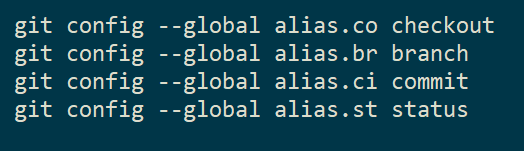 git config --global alias.co checkout
git config --global alias.br branch
git config --global alias.ci commit
git config --global alias.st status